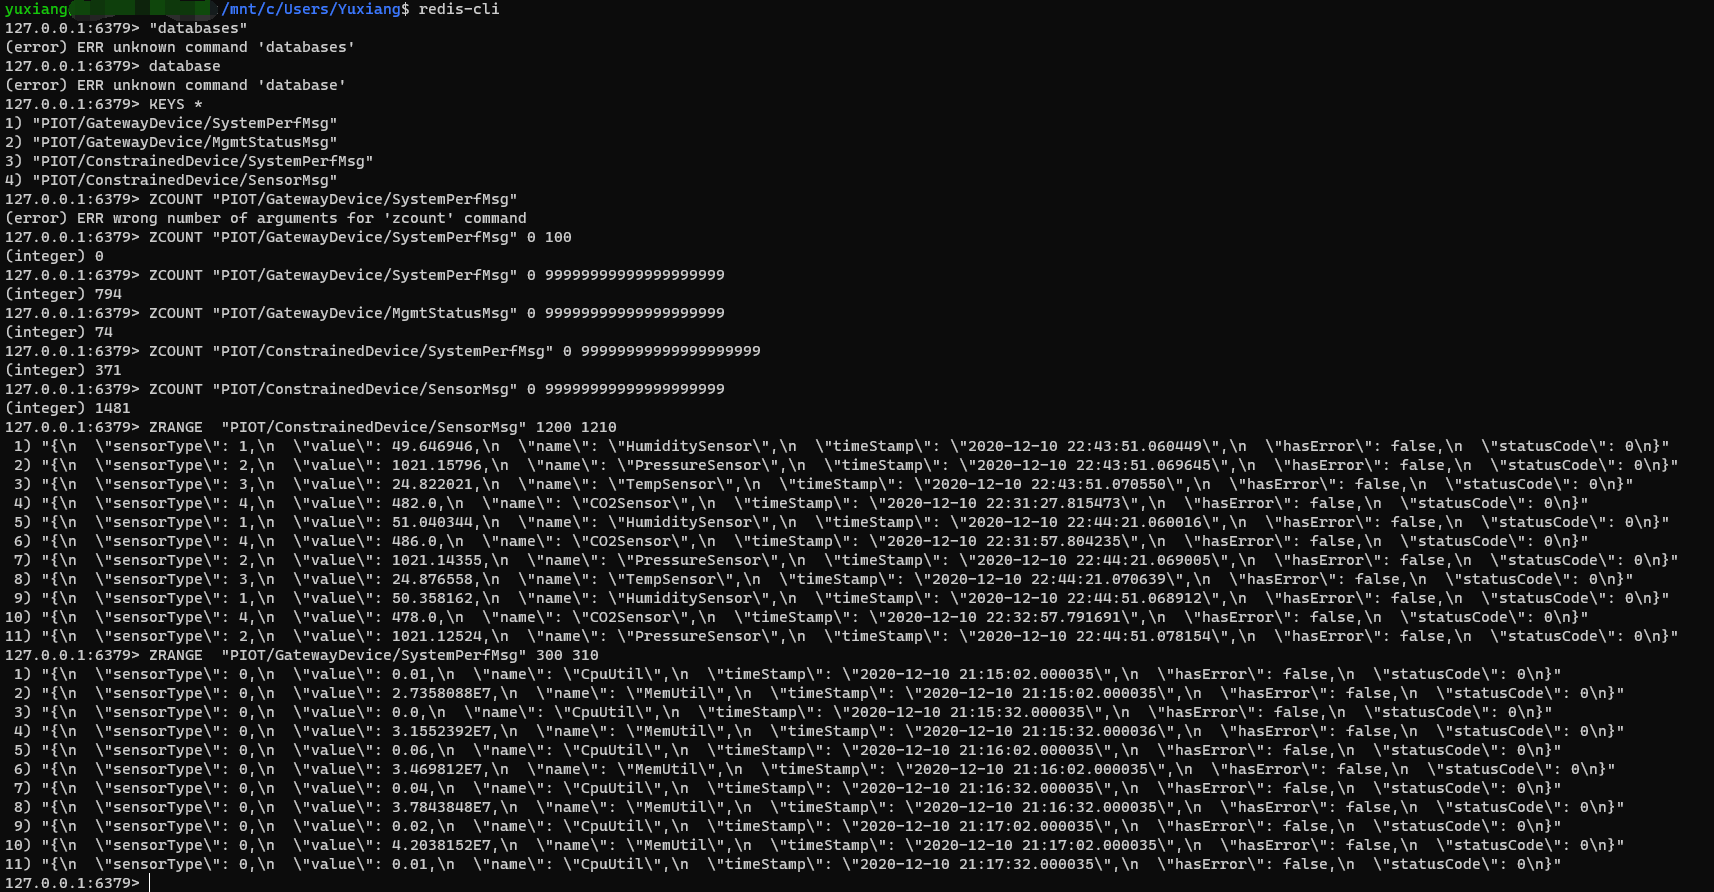 yuxiang /mnt/c/Users/Yuxiang$ redis-cli
127.0.0.1:6379> "databases"
(error) ERR unknown command 'databases'
127.0.0.1:6379> database
(error) ERR unknown command 'database'
127.0.0.1:6379> KEYS *
1) "PIOT/GatewayDevice/SystemPerfMsg"
2) "PIOT/GatewayDevice/MgmtStatusMsg"
3) "PIOT/ConstrainedDevice/SystemPerfMsg"
4) "PIOT/ConstrainedDevice/SensorMsg"
127.0.0.1:6379> ZCOUNT "PIOT/GatewayDevice/SystemPerfMsg"
(error) ERR wrong number of arguments for 'zcount' command
127.0.0.1:6379> ZCOUNT "PIOT/GatewayDevice/SystemPerfMsg" 0 100
(integer) 0
127.0.0.1:6379> ZCOUNT "PIOT/GatewayDevice/SystemPerfMsg" 0 99999999999999999999
(integer) 794
127.0.0.1:6379> ZCOUNT "PIOT/GatewayDevice/MgmtStatusMsg" 0 99999999999999999999
(integer) 74
127.0.0.1:6379> ZCOUNT "PIOT/ConstrainedDevice/SystemPerfMsg" 0 99999999999999999999
(integer) 371
127.0.0.1:6379> ZCOUNT "PIOT/ConstrainedDevice/SensorMsg" 0 99999999999999999999
(integer) 1481
127.0.0.1:6379> ZRANGE  "PIOT/ConstrainedDevice/SensorMsg" 1200 1210
 1) "{\n  \"sensorType\": 1,\n  \"value\": 49.646946,\n  \"name\": \"HumiditySensor\",\n  \"timeStamp\": \"2020-12-10 22:43:51.060449\",\n  \"hasError\": false,\n  \"statusCode\": 0\n}"
 2) "{\n  \"sensorType\": 2,\n  \"value\": 1021.15796,\n  \"name\": \"PressureSensor\",\n  \"timeStamp\": \"2020-12-10 22:43:51.069645\",\n  \"hasError\": false,\n  \"statusCode\": 0\n}"
 3) "{\n  \"sensorType\": 3,\n  \"value\": 24.822021,\n  \"name\": \"TempSensor\",\n  \"timeStamp\": \"2020-12-10 22:43:51.070550\",\n  \"hasError\": false,\n  \"statusCode\": 0\n}"
 4) "{\n  \"sensorType\": 4,\n  \"value\": 482.0,\n  \"name\": \"CO2Sensor\",\n  \"timeStamp\": \"2020-12-10 22:31:27.815473\",\n  \"hasError\": false,\n  \"statusCode\": 0\n}"
 5) "{\n  \"sensorType\": 1,\n  \"value\": 51.040344,\n  \"name\": \"HumiditySensor\",\n  \"timeStamp\": \"2020-12-10 22:44:21.060016\",\n  \"hasError\": false,\n  \"statusCode\": 0\n}"
 6) "{\n  \"sensorType\": 4,\n  \"value\": 486.0,\n  \"name\": \"CO2Sensor\",\n  \"timeStamp\": \"2020-12-10 22:31:57.804235\",\n  \"hasError\": false,\n  \"statusCode\": 0\n}"
 7) "{\n  \"sensorType\": 2,\n  \"value\": 1021.14355,\n  \"name\": \"PressureSensor\",\n  \"timeStamp\": \"2020-12-10 22:44:21.069005\",\n  \"hasError\": false,\n  \"statusCode\": 0\n}"
 8) "{\n  \"sensorType\": 3,\n  \"value\": 24.876558,\n  \"name\": \"TempSensor\",\n  \"timeStamp\": \"2020-12-10 22:44:21.070639\",\n  \"hasError\": false,\n  \"statusCode\": 0\n}"
 9) "{\n  \"sensorType\": 1,\n  \"value\": 50.358162,\n  \"name\": \"HumiditySensor\",\n  \"timeStamp\": \"2020-12-10 22:44:51.068912\",\n  \"hasError\": false,\n  \"statusCode\": 0\n}"
10) "{\n  \"sensorType\": 4,\n  \"value\": 478.0,\n  \"name\": \"CO2Sensor\",\n  \"timeStamp\": \"2020-12-10 22:32:57.791691\",\n  \"hasError\": false,\n  \"statusCode\": 0\n}"
11) "{\n  \"sensorType\": 2,\n  \"value\": 1021.12524,\n  \"name\": \"PressureSensor\",\n  \"timeStamp\": \"2020-12-10 22:44:51.078154\",\n  \"hasError\": false,\n  \"statusCode\": 0\n}"
127.0.0.1:6379> ZRANGE  "PIOT/GatewayDevice/SystemPerfMsg" 300 310
 1) "{\n  \"sensorType\": 0,\n  \"value\": 0.01,\n  \"name\": \"CpuUtil\",\n  \"timeStamp\": \"2020-12-10 21:15:02.000035\",\n  \"hasError\": false,\n  \"statusCode\": 0\n}"
 2) "{\n  \"sensorType\": 0,\n  \"value\": 2.7358088E7,\n  \"name\": \"MemUtil\",\n  \"timeStamp\": \"2020-12-10 21:15:02.000035\",\n  \"hasError\": false,\n  \"statusCode\": 0\n}"
 3) "{\n  \"sensorType\": 0,\n  \"value\": 0.0,\n  \"name\": \"CpuUtil\",\n  \"timeStamp\": \"2020-12-10 21:15:32.000035\",\n  \"hasError\": false,\n  \"statusCode\": 0\n}"
 4) "{\n  \"sensorType\": 0,\n  \"value\": 3.1552392E7,\n  \"name\": \"MemUtil\",\n  \"timeStamp\": \"2020-12-10 21:15:32.000036\",\n  \"hasError\": false,\n  \"statusCode\": 0\n}"
 5) "{\n  \"sensorType\": 0,\n  \"value\": 0.06,\n  \"name\": \"CpuUtil\",\n  \"timeStamp\": \"2020-12-10 21:16:02.000035\",\n  \"hasError\": false,\n  \"statusCode\": 0\n}"
 6) "{\n  \"sensorType\": 0,\n  \"value\": 3.469812E7,\n  \"name\": \"MemUtil\",\n  \"timeStamp\": \"2020-12-10 21:16:02.000035\",\n  \"hasError\": false,\n  \"statusCode\": 0\n}"
 7) "{\n  \"sensorType\": 0,\n  \"value\": 0.04,\n  \"name\": \"CpuUtil\",\n  \"timeStamp\": \"2020-12-10 21:16:32.000035\",\n  \"hasError\": false,\n  \"statusCode\": 0\n}"
 8) "{\n  \"sensorType\": 0,\n  \"value\": 3.7843848E7,\n  \"name\": \"MemUtil\",\n  \"timeStamp\": \"2020-12-10 21:16:32.000035\",\n  \"hasError\": false,\n  \"statusCode\": 0\n}"
 9) "{\n  \"sensorType\": 0,\n  \"value\": 0.02,\n  \"name\": \"CpuUtil\",\n  \"timeStamp\": \"2020-12-10 21:17:02.000035\",\n  \"hasError\": false,\n  \"statusCode\": 0\n}"
10) "{\n  \"sensorType\": 0,\n  \"value\": 4.2038152E7,\n  \"name\": \"MemUtil\",\n  \"timeStamp\": \"2020-12-10 21:17:02.000035\",\n  \"hasError\": false,\n  \"statusCode\": 0\n}"
11) "{\n  \"sensorType\": 0,\n  \"value\": 0.01,\n  \"name\": \"CpuUtil\",\n  \"timeStamp\": \"2020-12-10 21:17:32.000035\",\n  \"hasError\": false,\n  \"statusCode\": 0\n}"
127.0.0.1:6379>